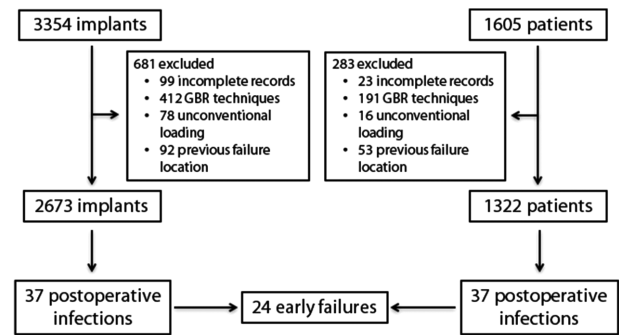 3354 implants
1605 patients
681 excluded
• 99 incomplete records
• 412 GBR techniques
• 78 unconventional
loading
• 92 previous failure
location
283 excluded
• 23 incomplete records
• 191 GBR techniques
• 16 unconventional
loading
• 53 previous failure
location
2673 implants
1322 patients
37 postoperative
infections
24 early failures
37 postoperative
infections